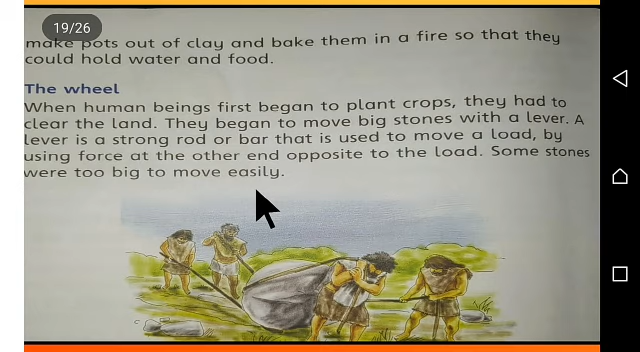 19/26
make pots out of clay and bake them in a fire so that they
could hold water and food.
The wheel
When human beings first began to plant crops, they had to
clear the land. They began to move big stones with a lever. A
lever is a strong rod or bar that is used to move a load, by
using force at the other end opposite to the load. Some stones
were too big to move easily.